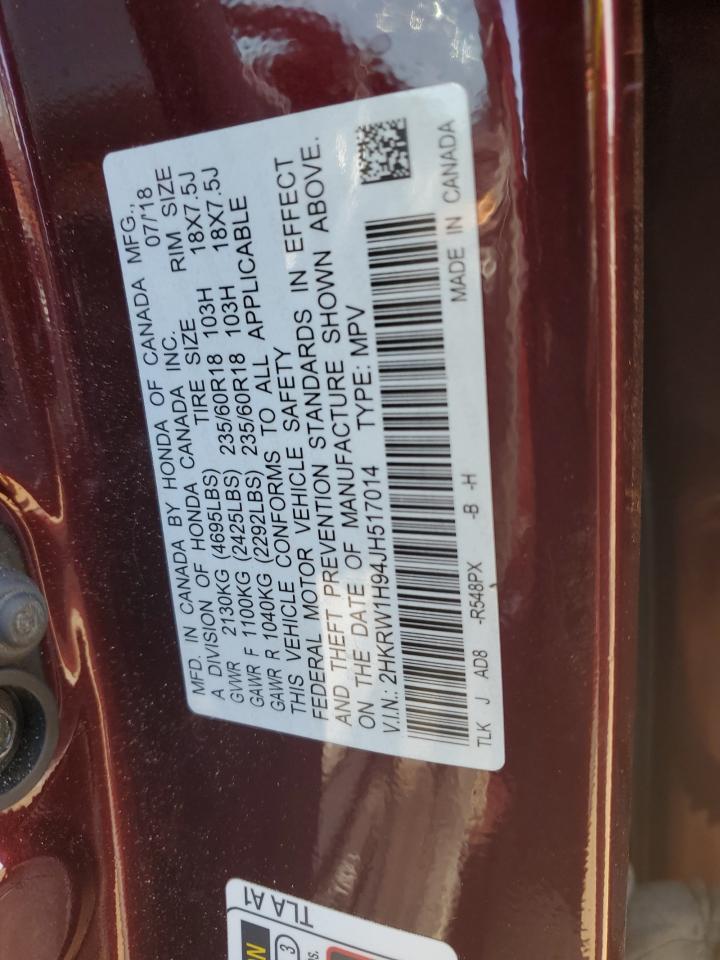 MFD. IN CANADA BY HONDA OF CANADA MFG.,
A DIVISION OF HONDA CANADA INC. 07/'18
GVWR 2130KG (4695LBS) TIRE SIZE RIM SIZE
GAWR F 1100KG (2425LBS) 235/60R18 103H 18X7.5J
GAWR R 1040KG (2292LBS) 235/60R18 103H 18X7.5J
THIS VEHICLE CONFORMS TO ALL APPLICABLE
FEDERAL MOTOR VEHICLE SAFETY
AND THEFT PREVENTION STANDARDS IN EFFECT
ON THE DATE OF MANUFACTURE SHOWN ABOVE.
V.I.N.: 2HKRW1H94JH517014 TYPE: MPV
TLK J AD8 -R548PX -B -H MADE IN CANADA
TLA A1
3